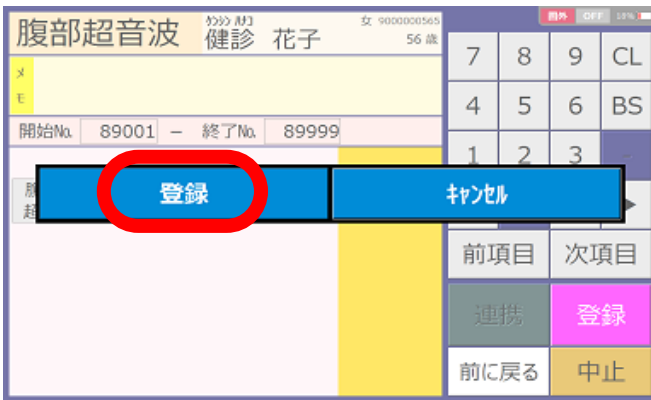 腹部超音波
ｹﾝｼﾝ ﾊﾅｺ
健診 花子
女 9000000565
56 歳
圏外 OFF 10%
メモ
開始No. 89001 － 終了No. 89999
腹
超
登録
ｷｬﾝｾﾙ
7 8 9 CL
4 5 6 BS
1 2 3
前項目 次項目
連携 登録
前に戻る 中止